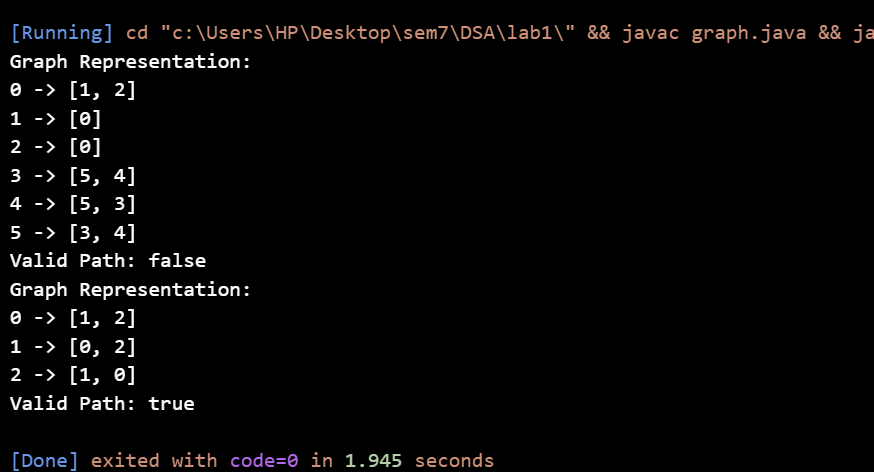 [Running] cd "c:\Users\HP\Desktop\sem7\DSA\lab1\" && javac graph.java && ja
Graph Representation:
0 -> [1, 2]
1 -> [0]
2 -> [0]
3 -> [5, 4]
4 -> [5, 3]
5 -> [3, 4]
Valid Path: false
Graph Representation:
0 -> [1, 2]
1 -> [0, 2]
2 -> [1, 0]
Valid Path: true
[Done] exited with code=0 in 1.945 seconds